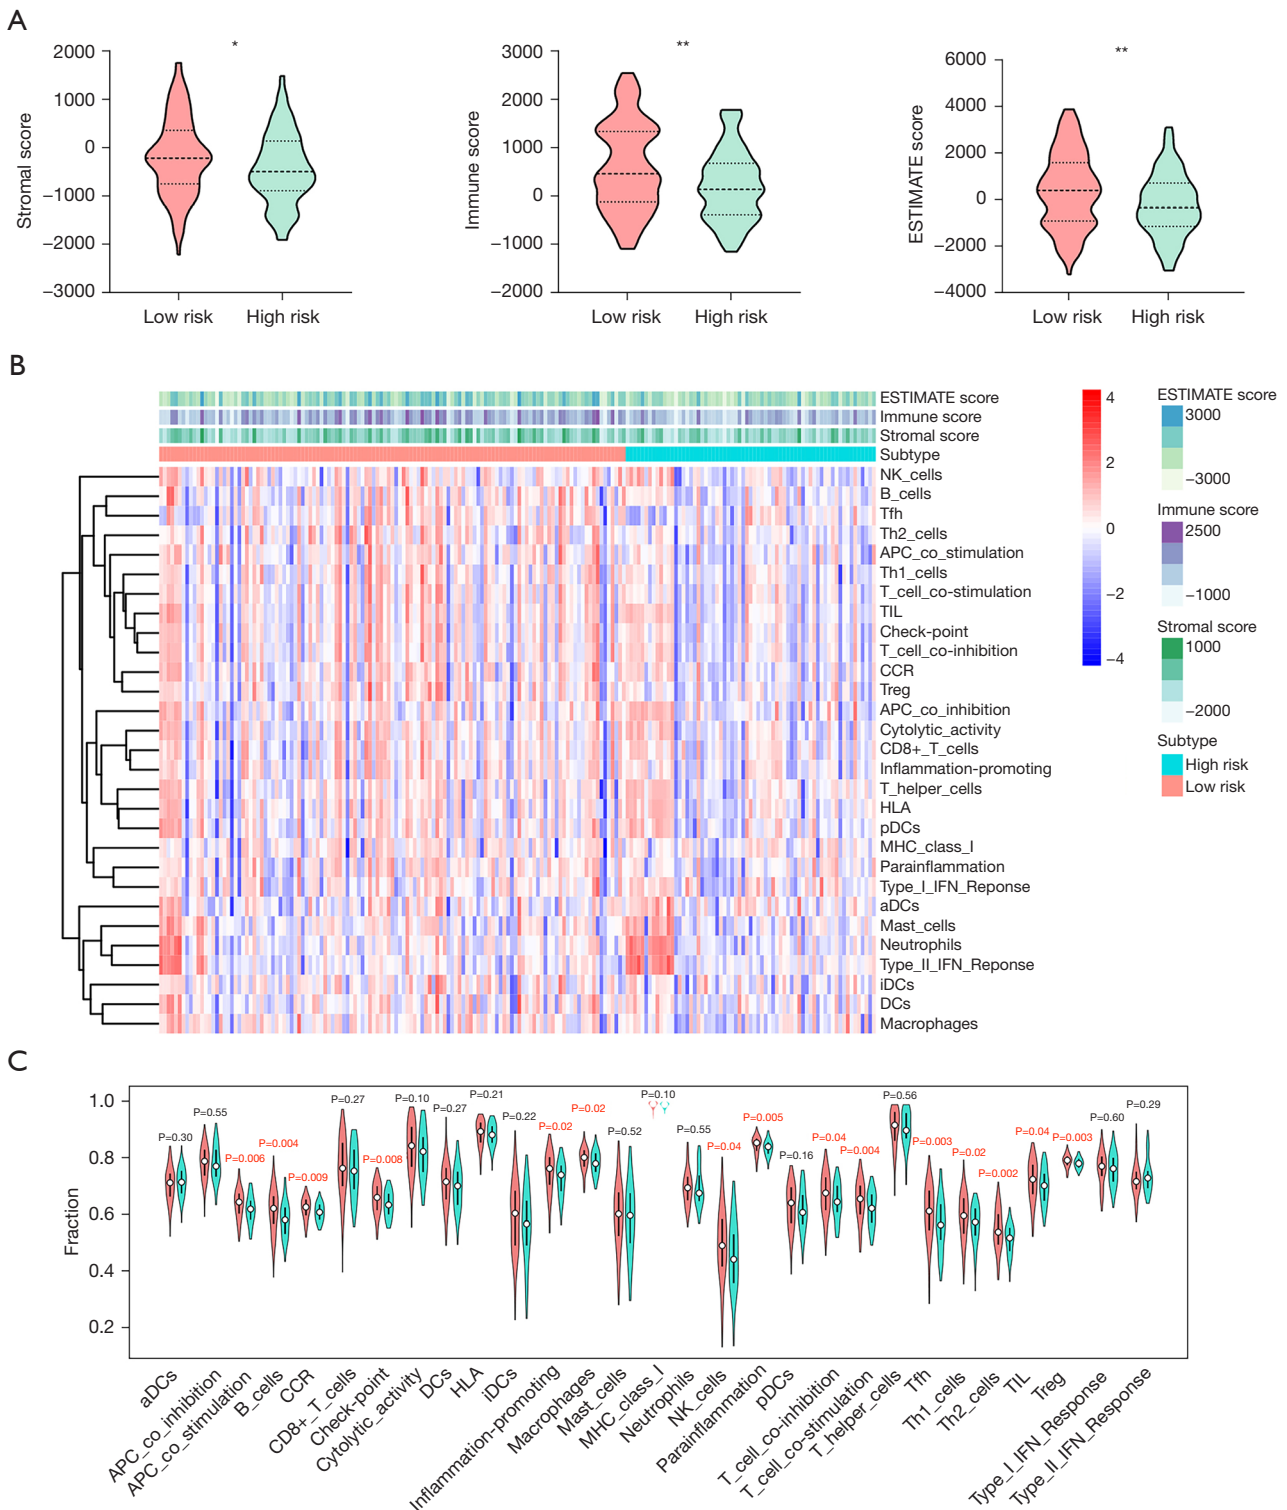 A
*
**
**
2000
1000
0
−1000
−2000
−3000
Stromal score
Low risk
High risk
3000
2000
1000
0
−1000
−2000
Immune score
Low risk
High risk
6000
4000
2000
0
−2000
−4000
ESTIMATE score
Low risk
High risk
B
ESTIMATE score
Immune score
Stromal score
Subtype
NK_cells
B_cells
Tfh
Th2_cells
APC_co_stimulation
Th1_cells
T_cell_co-stimulation
TIL
Check-point
T_cell_co-inhibition
CCR
Treg
APC_co_inhibition
Cytolytic_activity
CD8+_T_cells
Inflammation-promoting
T_helper_cells
HLA
pDCs
MHC_class_I
Parainflammation
Type_I_IFN_Reponse
aDCs
Mast_cells
Neutrophils
Type_II_IFN_Reponse
iDCs
DCs
Macrophages
4
2
0
−2
−4
ESTIMATE score
3000
−3000
Immune score
2500
−1000
Stromal score
1000
−2000
Subtype
High risk
Low risk
C
Fraction
1.0
0.8
0.6
0.4
0.2
P=0.30
P=0.55
P=0.006
P=0.004
P=0.009
P=0.27
P=0.008
P=0.10
P=0.27
P=0.21
P=0.22
P=0.02
P=0.02
P=0.52
P=0.10
P=0.55
P=0.04
P=0.005
P=0.16
P=0.04
P=0.004
P=0.56
P=0.003
P=0.02
P=0.002
P=0.04
P=0.003
P=0.60
P=0.29
aDCs
APC_co_inhibition
APC_co_stimulation
B_cells
CCR
CD8+_T_cells
Check-point
Cytolytic_activity
DCs
HLA
iDCs
Inflammation-promoting
Macrophages
Mast_cells
MHC_class_I
Neutrophils
NK_cells
Parainflammation
pDCs
T_cell_co-inhibition
T_cell_co-stimulation
T_helper_cells
Tfh
Th1_cells
Th2_cells
TIL
Treg
Type_I_IFN_Response
Type_II_IFN_Response